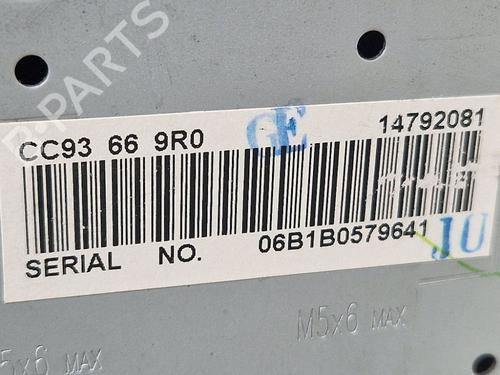 B-PARTS
CC93 66 9R0
GE
14792081
SERIAL NO. 06B1B0579641
JU
M5x6 MAX
5x6 MAX